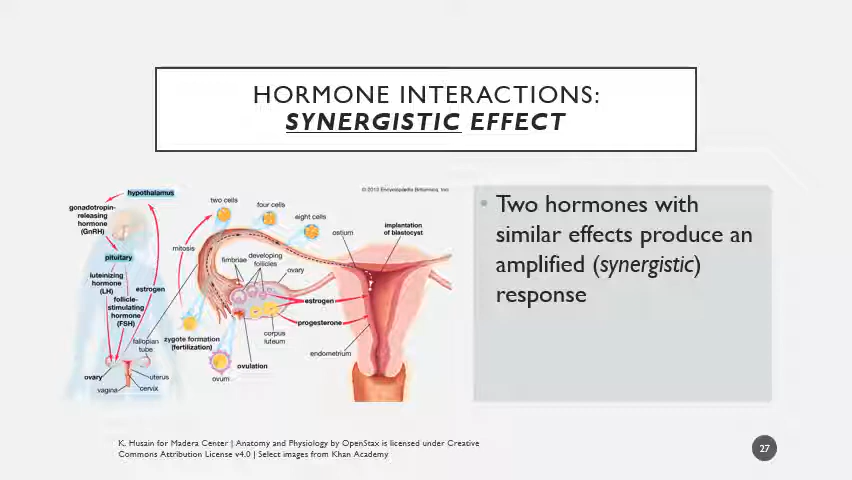 HORMONE INTERACTIONS:
SYNERGISTIC EFFECT
© 2013 Encyclopædia Britannica, Inc.
hypothalamus
gonadotropin-
releasing
hormone
(GnRH)
pituitary
luteinizing
hormone
(LH)
estrogen
follicle-
stimulating
hormone
(FSH)
fallopian
tube
ovary
uterus
vagina
cervix
two cells
four cells
eight cells
mitosis
fimbriae
developing
follicles
ovary
ostium
implantation
of blastocyst
estrogen
progesterone
corpus
luteum
zygote formation
(fertilization)
endometrium
ovulation
ovum
• Two hormones with
similar effects produce an
amplified (synergistic)
response
K. Husain for Madera Center | Anatomy and Physiology by OpenStax is licensed under Creative
Commons Attribution License v4.0 | Select images from Khan Academy
27